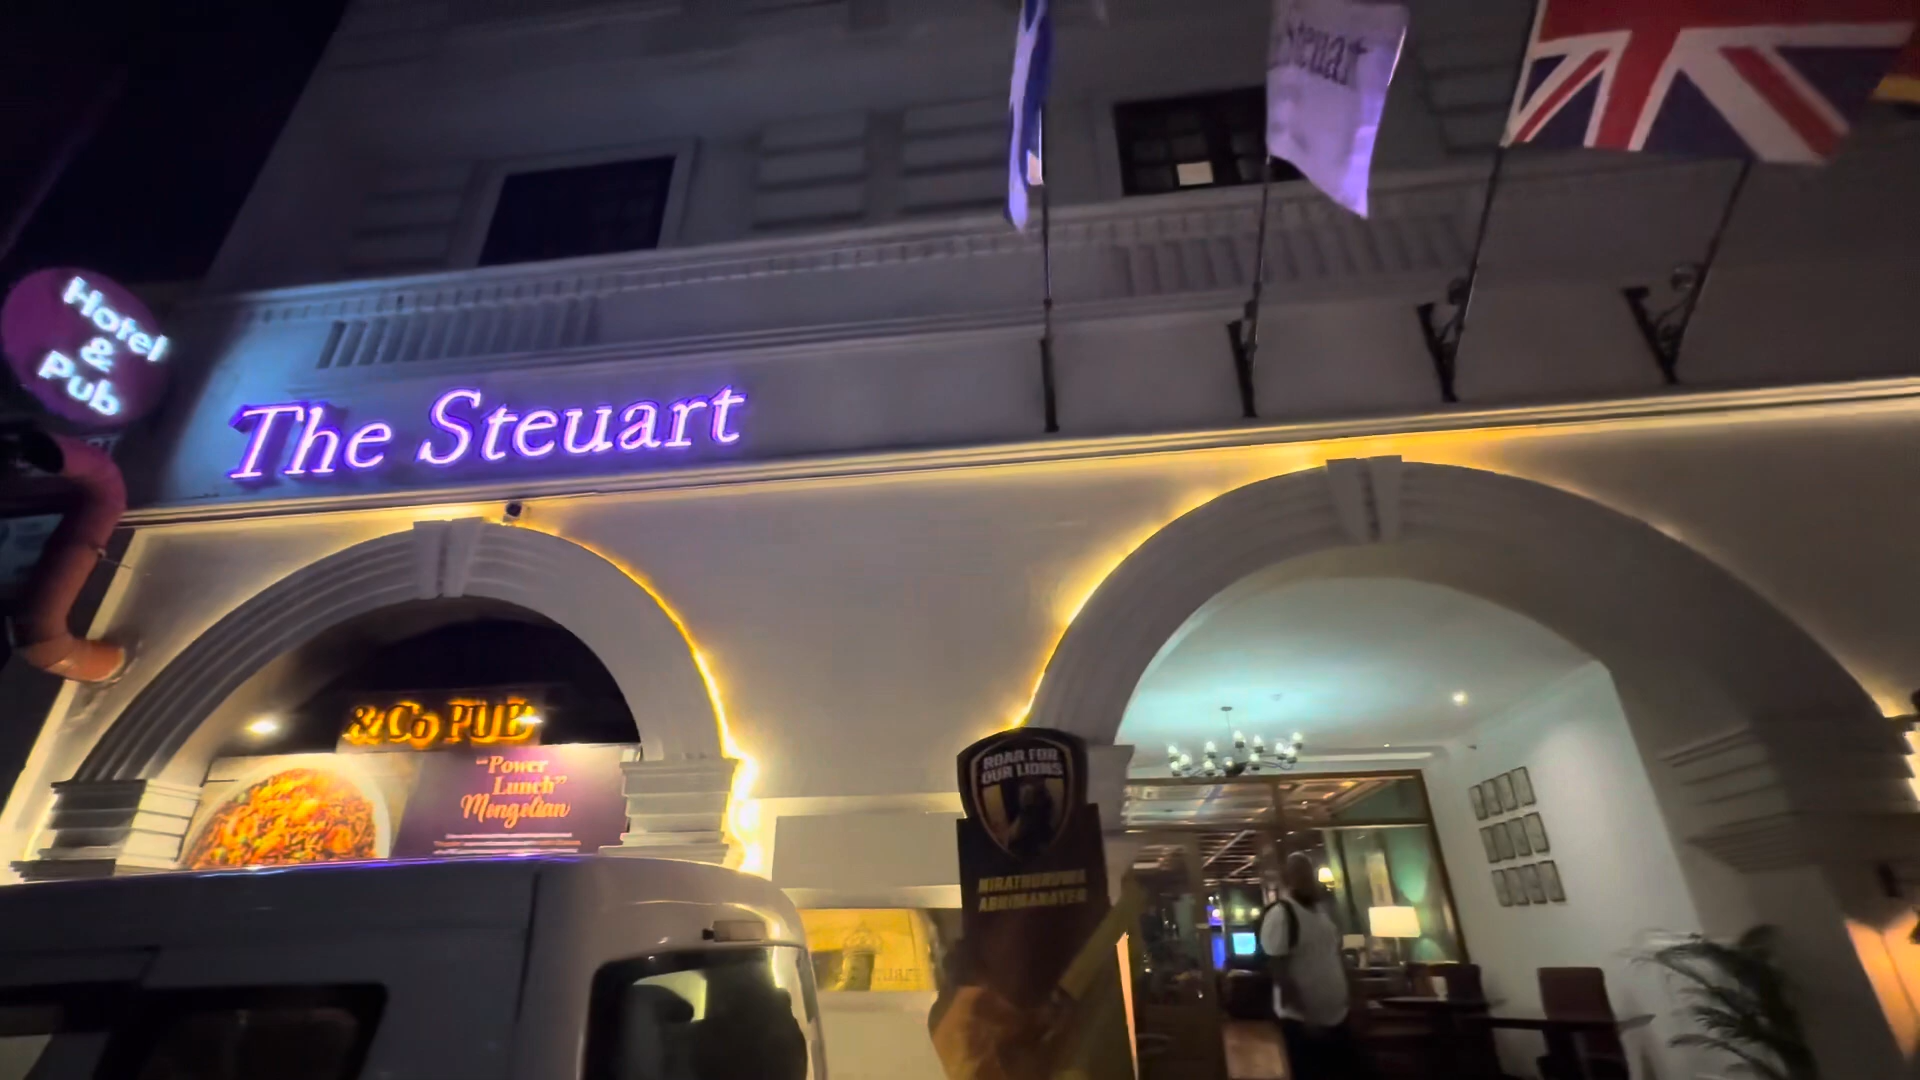 Steuart
Hotel
&
Pub
The Steuart
&Co PUB
"Power
Lunch"
Mongolian
ROAR FOR
OUR LIONS